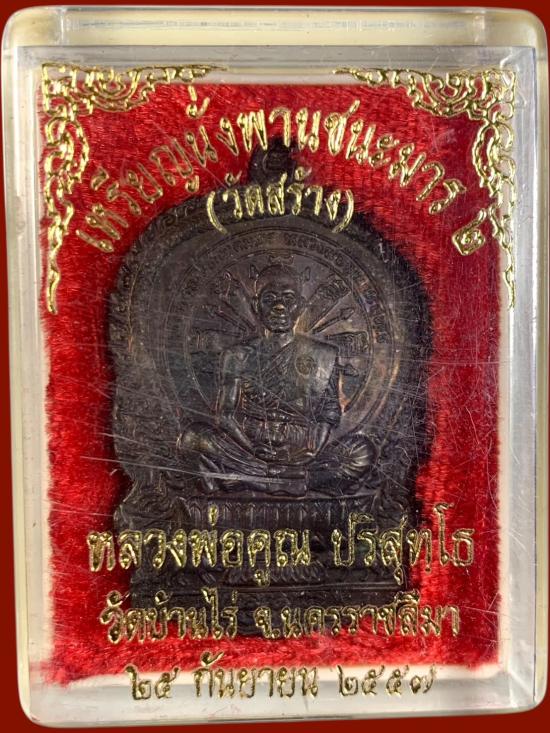 เหรียญนั่งพานชนะมาร ๒
(วัดสร้าง)
หลวงพ่อคูณ ปริสุทฺโธ
วัดบ้านไร่ จ.นครราชสีมา
๒๕ กันยายน ๒๕๕๗